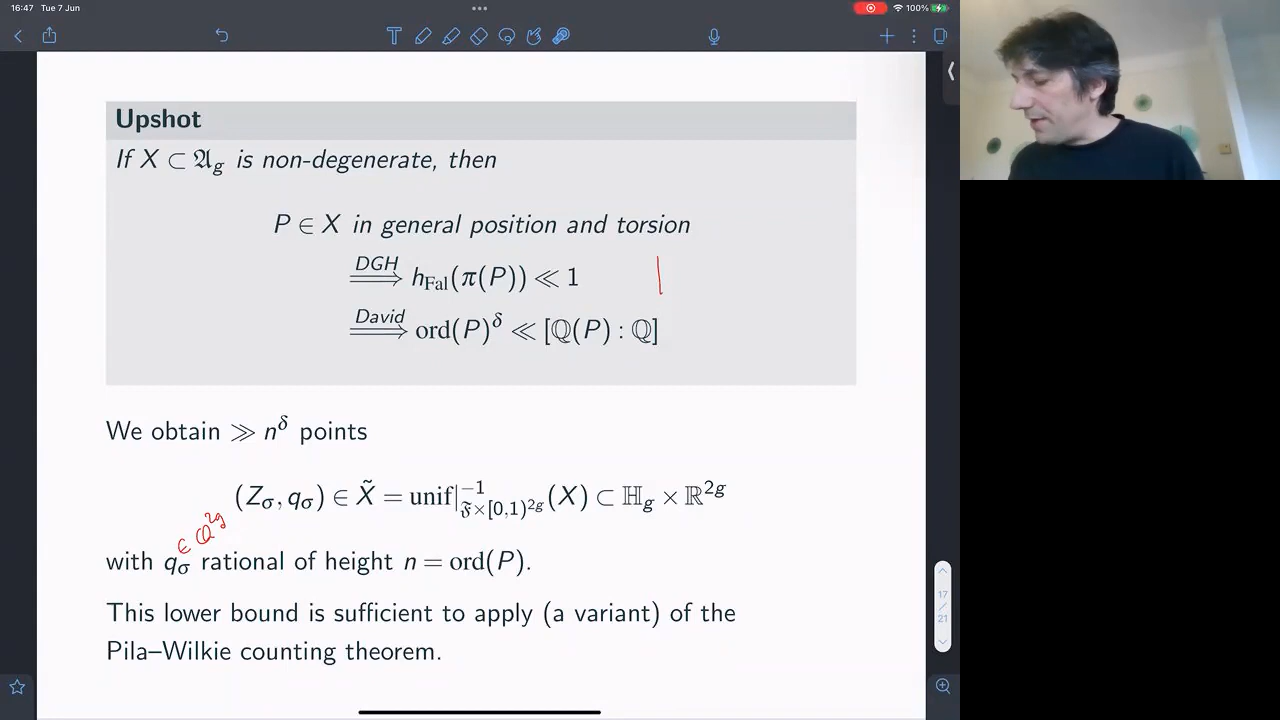 16:47 Tue 7 Jun
100%
Upshot
If X ⊂ 𝔄_g is non-degenerate, then
P ∈ X in general position and torsion
DGH ⟹ h_Fal(π(P)) ≪ 1
David ⟹ ord(P)^δ ≪ [ℚ(P) : ℚ]
We obtain ≫ n^δ points
(Z_σ, q_σ) ∈ X̃ = unif|^{-1}_{𝔉×[0,1)^{2g}}(X) ⊂ ℍ_g × ℝ^{2g}
∈ ℚ^{2g}
with q_σ rational of height n = ord(P).
This lower bound is sufficient to apply (a variant) of the
Pila–Wilkie counting theorem.
17
/
21